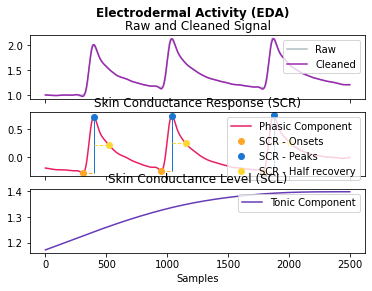 Electrodermal Activity (EDA)
Raw and Cleaned Signal
2.0
1.5
1.0
Raw
Cleaned
Skin Conductance Response (SCR)
0.5
0.0
Phasic Component
SCR - Onsets
SCR - Peaks
SCR - Half recovery
Skin Conductance Level (SCL)
1.4
1.3
1.2
Tonic Component
0 500 1000 1500 2000 2500
Samples